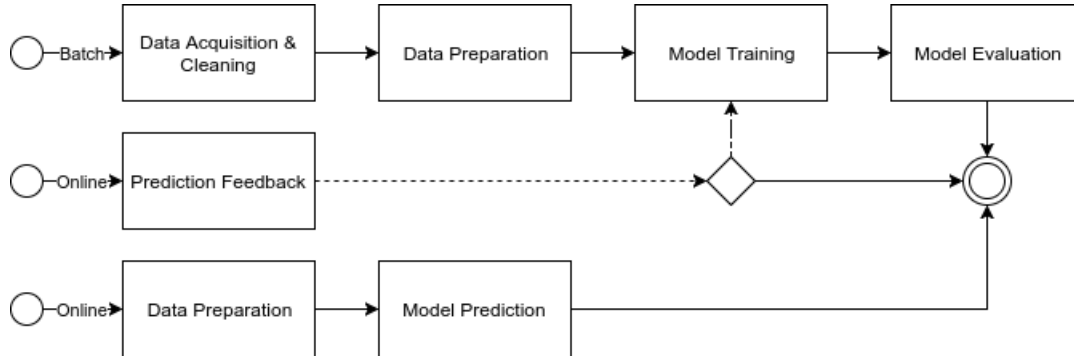 Batch
Data Acquisition &
Cleaning
Data Preparation
Model Training
Model Evaluation
Online
Prediction Feedback
Online
Data Preparation
Model Prediction